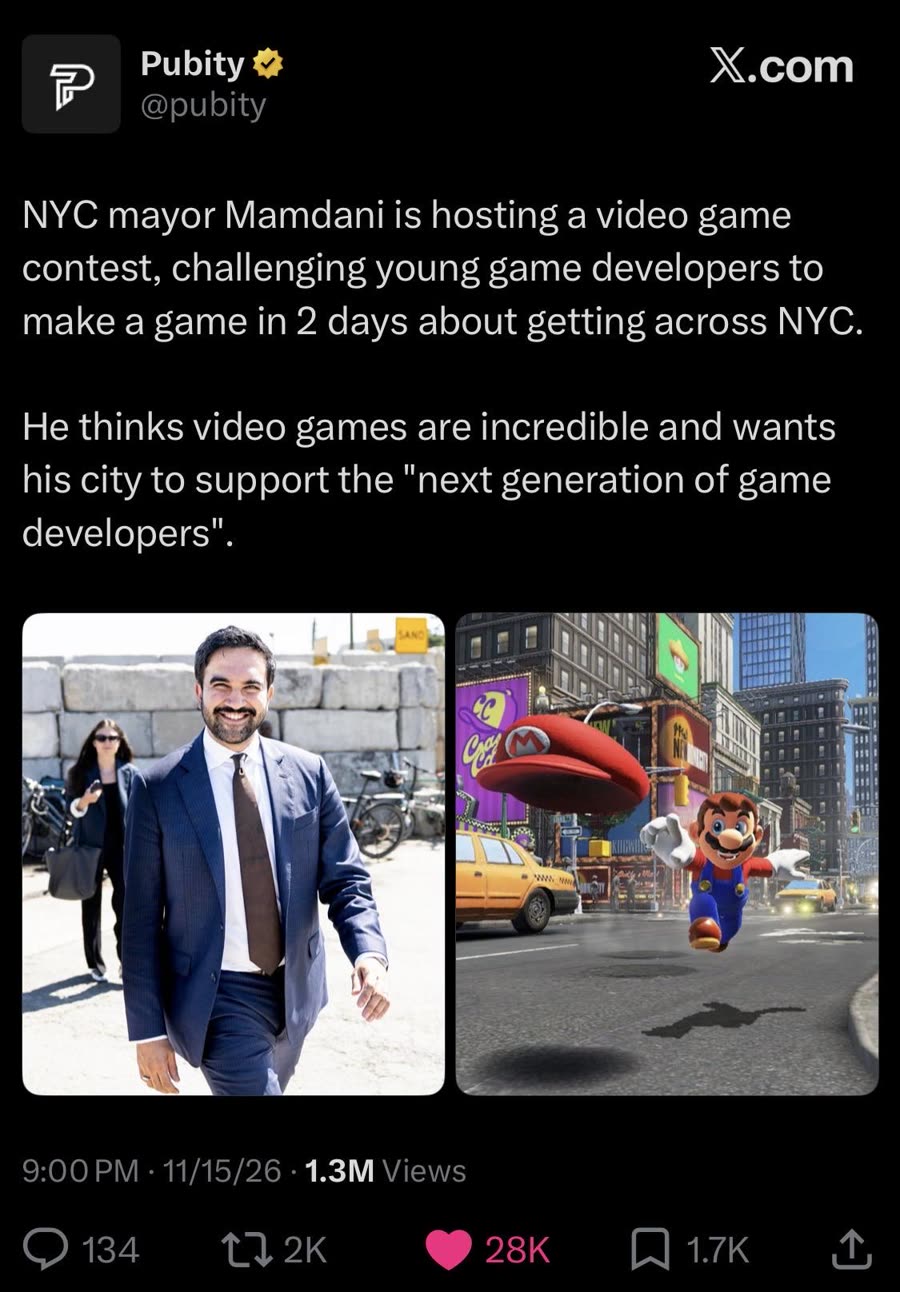 Pubity
@pubity
X.com
NYC mayor Mamdani is hosting a video game
contest, challenging young game developers to
make a game in 2 days about getting across NYC.
He thinks video games are incredible and wants
his city to support the "next generation of game
developers".
SAND
M
9:00 PM · 11/15/26 · 1.3M Views
134
2K
28K
1.7K